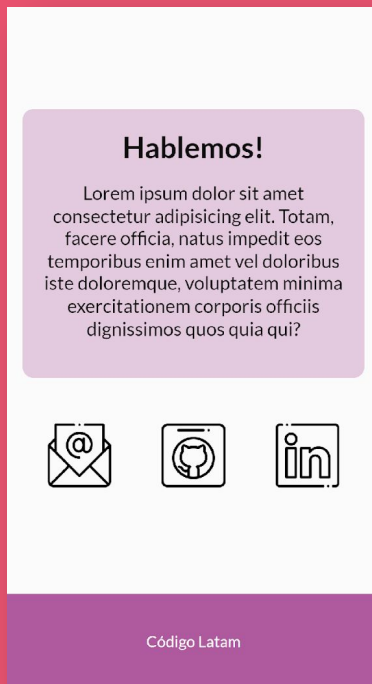 Hablemos!
Lorem ipsum dolor sit amet
consectetur adipisicing elit. Totam,
facere officia, natus impedit eos
temporibus enim amet vel doloribus
iste doloremque, voluptatem minima
exercitationem corporis officiis
dignissimos quos quia qui?
@
in
Código Latam